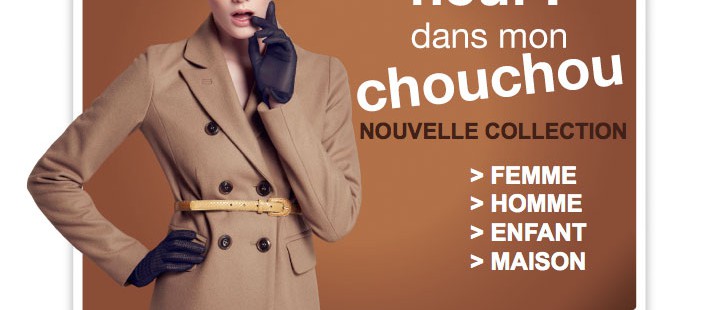 dans mon
chouchou
NOUVELLE COLLECTION
> FEMME
> HOMME
> ENFANT
> MAISON